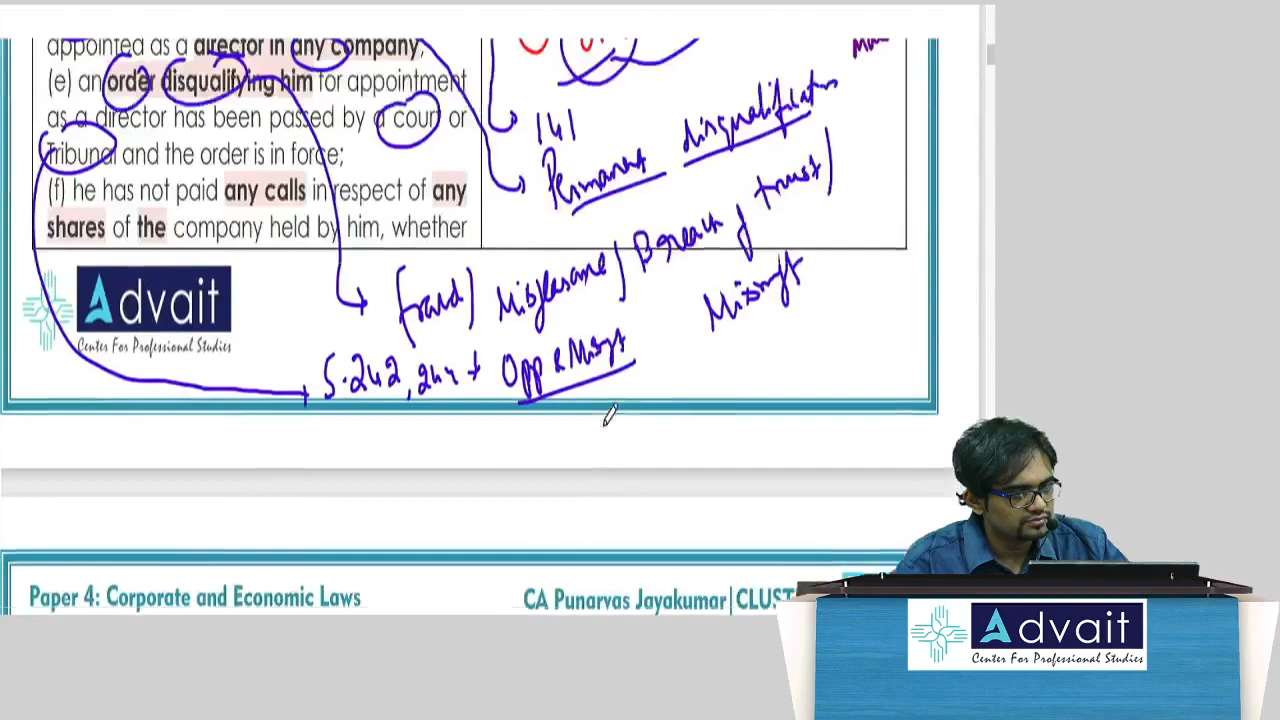 appointed as a director in any company;
(e) an order disqualifying him for appointment
as a director has been passed by a court or
Tribunal and the order is in force;
(f) he has not paid any calls in respect of any
shares of the company held by him, whether
141
Permanent disqualification
(Fraud) Misfeasance / Breach of trust /
Mismgt
S.242, 244 + Opp & Mismgt
Advait
Center For Professional Studies
Paper 4: Corporate and Economic Laws
CA Punarvas Jayakumar|CLUST
Advait
Center For Professional Studies